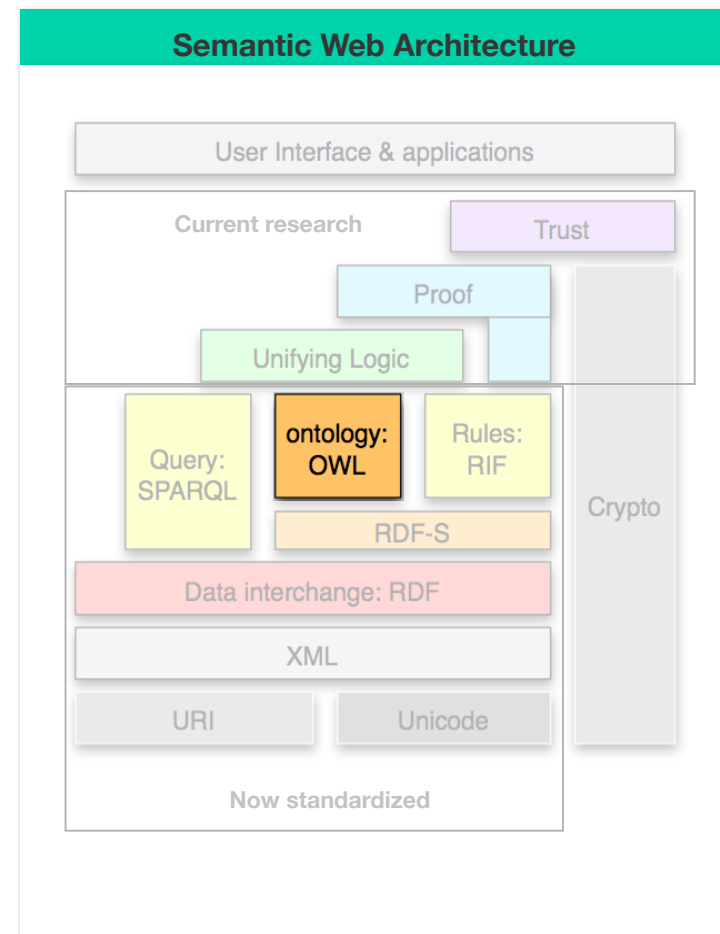 Semantic Web Architecture
User Interface & applications
Current research
Trust
Proof
Unifying Logic
Query:
SPARQL
ontology:
OWL
Rules:
RIF
Crypto
RDF-S
Data interchange: RDF
XML
URI
Unicode
Now standardized